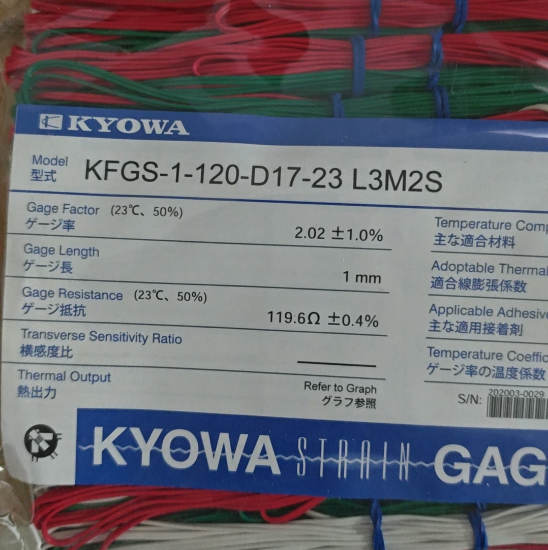 KYOWA
Model
型式
KFGS-1-120-D17-23 L3M2S
Gage Factor (23℃、50%)
ゲージ率
2.02 ±1.0%
Gage Length
ゲージ長
1 mm
Gage Resistance (23℃、50%)
ゲージ抵抗
119.6Ω ±0.4%
Transverse Sensitivity Ratio
横感度比
Thermal Output
熱出力
Refer to Graph
グラフ参照
Temperature Comp
主な適合材料
Adoptable Thermal
適合線膨張係数
Applicable Adhesive
主な適用接着剤
Temperature Coeffic
ゲージ率の温度係数
S/N:
202003-0029
KYOWA STRAIN GAG